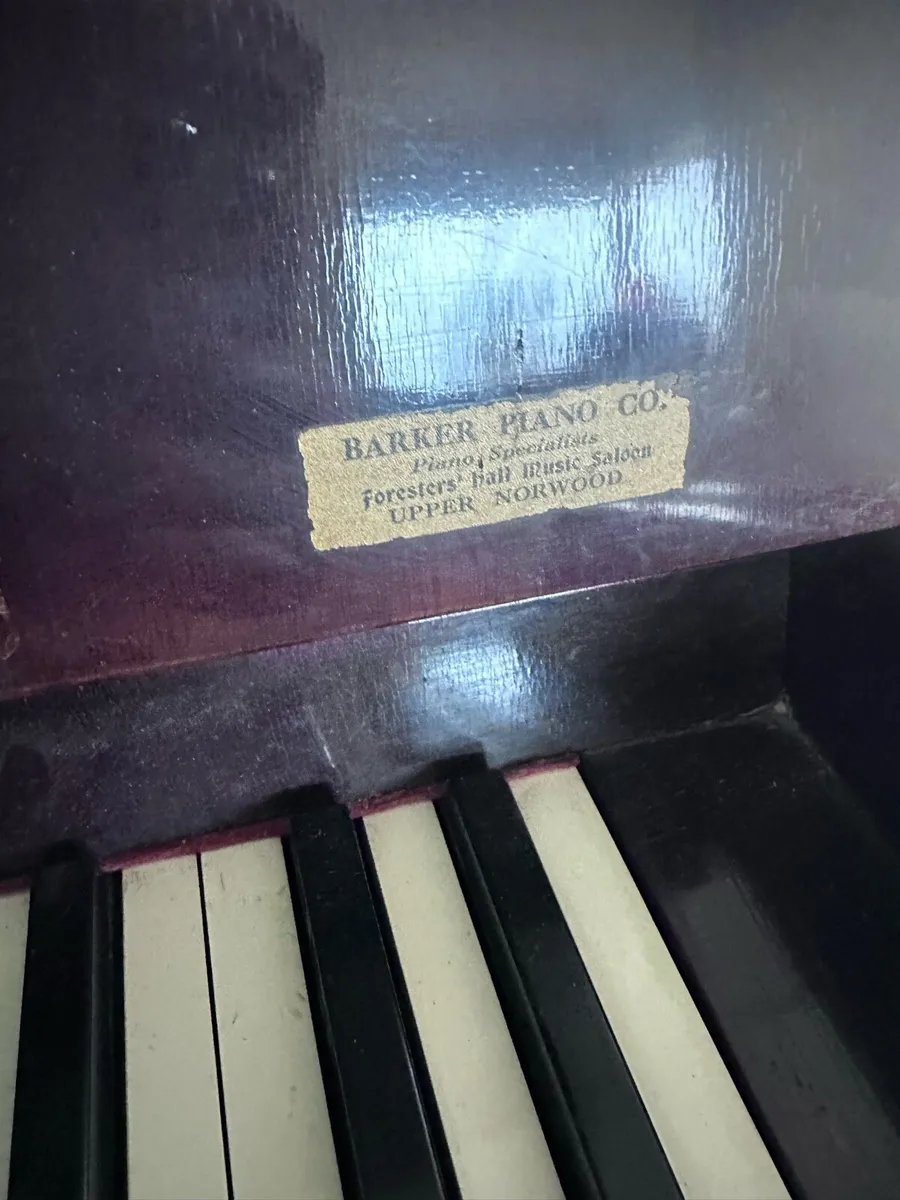 BARKER PIANO CO.
Piano Specialists
Foresters' Hall Music Saloon
UPPER NORWOOD